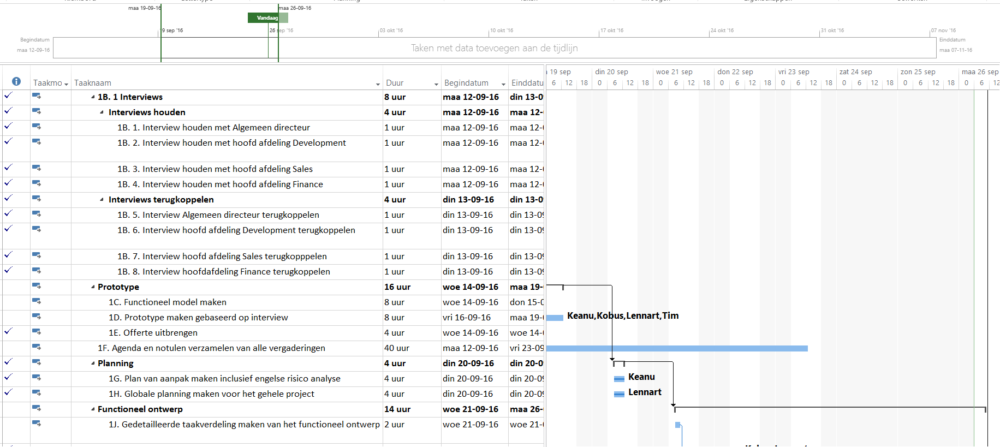 maa 19-09-16 maa 26-09-16
Vandaag
19 sep '16 26 sep '16 03 okt '16 10 okt '16 17 okt '16 24 okt '16 31 okt '16 07 nov '16
Begindatum Taken met data toevoegen aan de tijdlijn Einddatum
maa 12-09-16 maa 07-11-16
19 sep din 20 sep woe 21 sep don 22 sep vri 23 sep zat 24 sep zon 25 sep maa 26 sep
Taakmo Taaknaam Duur Begindatum Einddatu 6 12 18 0 6 12 18 0 6 12 18 0 6 12 18 0 6 12 18 0 6 12 18 0 6 12 18 0 6 12
1B. 1 Interviews 8 uur maa 12-09-16 din 13-0
Interviews houden 4 uur maa 12-09-16 maa 12-
1B. 1. Interview houden met Algemeen directeur 1 uur maa 12-09-16 maa 12-
1B. 2. Interview houden met hoofd afdeling Development 1 uur maa 12-09-16 maa 12-
1B. 3. Interview houden met hoofd afdeling Sales 1 uur maa 12-09-16 maa 12-
1B. 4. Interview houden met hoofd afdeling Finance 1 uur maa 12-09-16 maa 12-
Interviews terugkoppelen 4 uur din 13-09-16 din 13-0
1B. 5. Interview Algemeen directeur terugkoppelen 1 uur din 13-09-16 din 13-09
1B. 6. Interview hoofd afdeling Development terugkoppelen 1 uur din 13-09-16 din 13-09
1B. 7. Interview hoofd afdeling Sales terugkopppelen 1 uur din 13-09-16 din 13-09
1B. 8. Interview hoofdafdeling Finance terugkoppelen 1 uur din 13-09-16 din 13-09
Prototype 16 uur woe 14-09-16 maa 19-
1C. Functioneel model maken 8 uur woe 14-09-16 don 15-0
1D. Prototype maken gebaseerd op interview 8 uur vri 16-09-16 maa 19- Keanu,Kobus,Lennart,Tim
1E. Offerte uitbrengen 4 uur woe 14-09-16 woe 14-
1F. Agenda en notulen verzamelen van alle vergaderingen 40 uur maa 12-09-16 vri 23-09
Planning 4 uur din 20-09-16 din 20-0
1G. Plan van aanpak maken inclusief engelse risico analyse 4 uur din 20-09-16 din 20-09 Keanu
1H. Globale planning maken voor het gehele project 4 uur din 20-09-16 din 20-09 Lennart
Functioneel ontwerp 14 uur woe 21-09-16 maa 26-
1J. Gedetailleerde taakverdeling maken van het functioneel ontwerp 2 uur woe 21-09-16 woe 21-